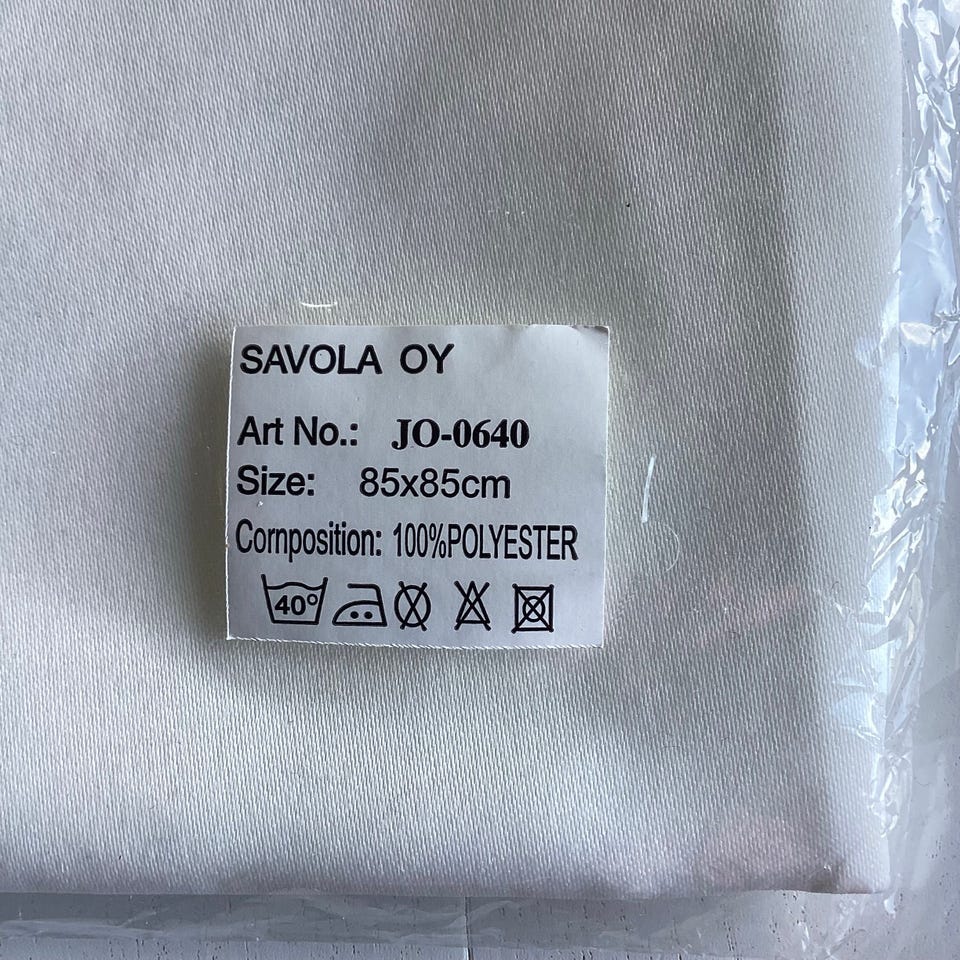 SAVOLA OY
Art No.: JO-0640
Size: 85x85cm
Cornposition: 100%POLYESTER
40°